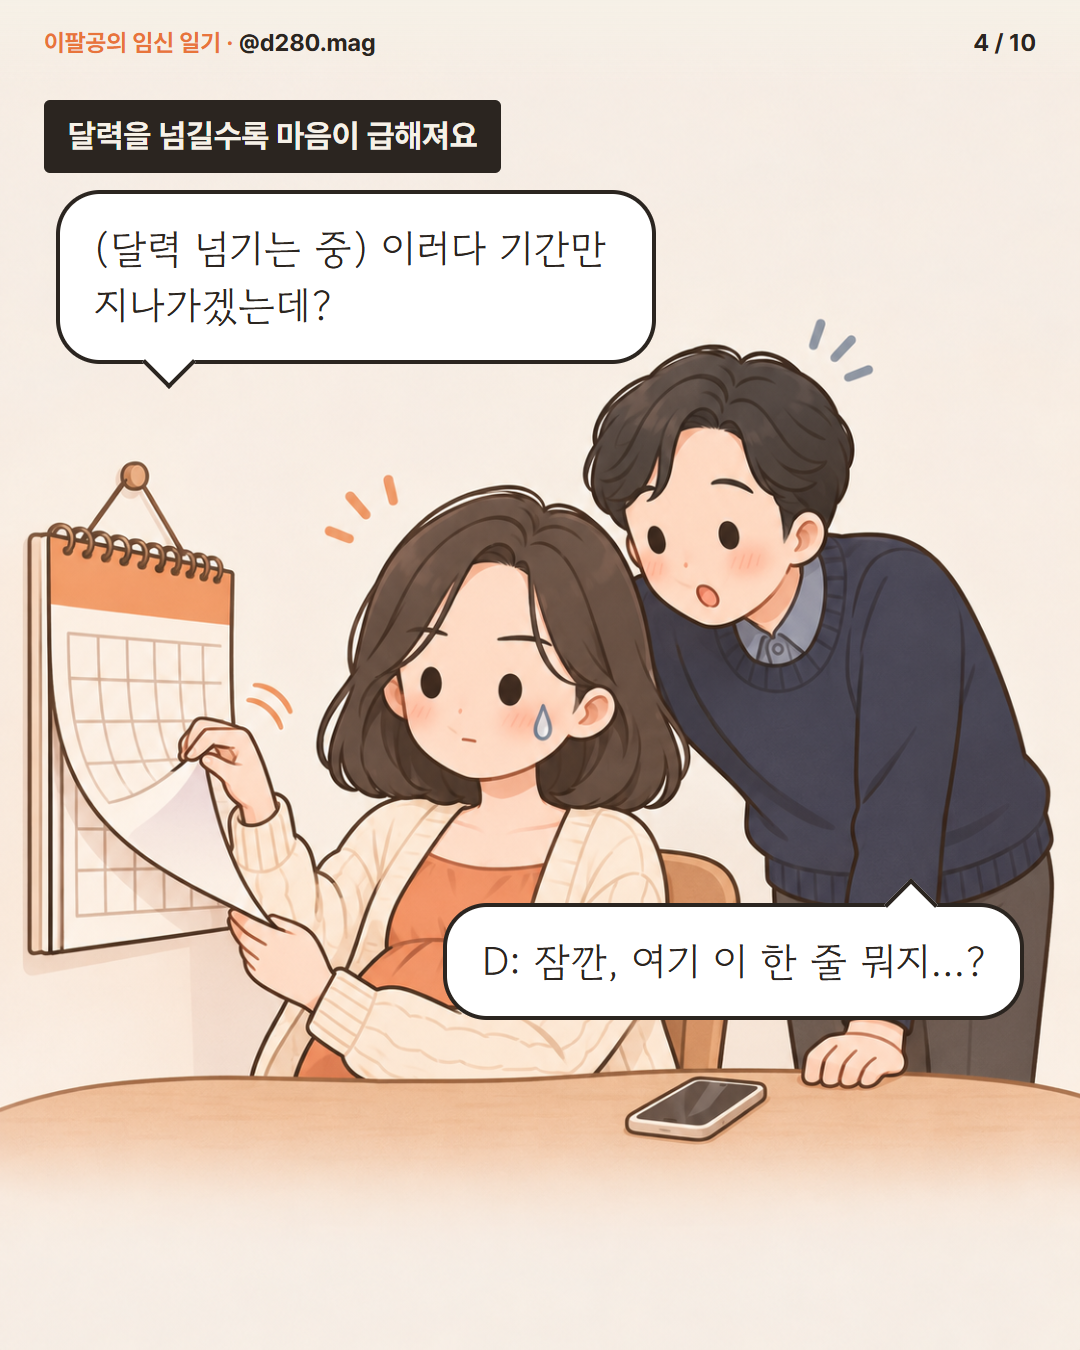 이팔공의 임신 일기 · @d280.mag
4 / 10
달력을 넘길수록 마음이 급해져요
(달력 넘기는 중) 이러다 기간만
지나가겠는데?
D: 잠깐, 여기 이 한 줄 뭐지...?